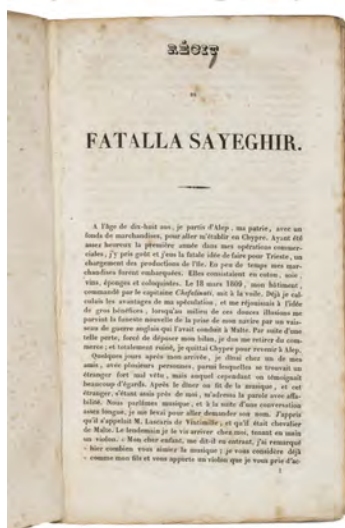 RÉCIT
DE
FATALLA SAYEGHIR.
A l'âge de dix-huit ans, je partis d'Alep, ma patrie, avec un
fonds de marchandises, pour aller m'établir en Chypre. Ayant été
assez heureux la première année dans mes opérations commer-
ciales, j'y pris goût et j'eus la fatale idée de faire pour Trieste, un
chargement des productions de l'île. En peu de temps mes mar-
chandises furent embarquées. Elles consistaient en coton, soie,
vins, éponges et coloquintes. Le 18 mars 1809, mon bâtiment,
commandé par le capitaine Chefalinati, mit à la voile. Déjà je cal-
culais les avantages de ma spéculation, et me réjouissais à l'idée
de gros bénéfices, lorsqu'au milieu de ces douces illusions me
parvint la funeste nouvelle de la prise de mon navire par un vais-
seau de guerre anglais qui l'avait conduit à Malte. Par suite d'une
telle perte, forcé de déposer mon bilan, je dus me retirer du com-
merce; et totalement ruiné, je quittai Chypre pour revenir à Alep.
Quelques jours après mon arrivée, je dînai chez un de mes
amis, avec plusieurs personnes, parmi lesquelles se trouvait un
étranger fort mal vêtu, mais auquel cependant on témoignait
beaucoup d'égards. Après le dîner on fit de la musique, et cet
étranger, s'étant assis près de moi, m'adressa la parole avec affa-
bilité. Nous parlâmes musique, et à la suite d'une conversation
assez longue, je me levai pour aller demander son nom. J'appris
qu'il s'appelait M. Lascaris de Vintimille, et qu'il était chevalier
de Malte. Le lendemain je le vis arriver chez moi, tenant en main
un violon. « Mon cher enfant, me dit-il en entrant, j'ai remarqué
« hier combien vous aimiez la musique; je vous considère déjà
« comme mon fils et vous apporte un violon que je vous prie d'ac-
1